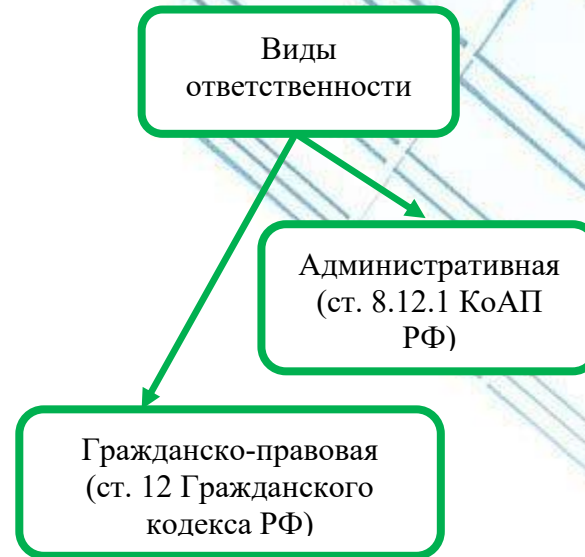 Виды
ответственности
Административная
(ст. 8.12.1 КоАП
РФ)
Гражданско-правовая
(ст. 12 Гражданского
кодекса РФ)